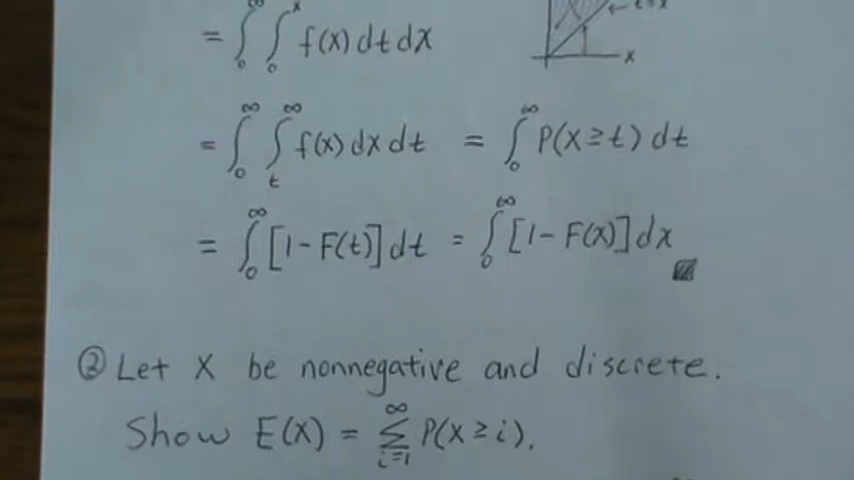 = ∫₀^∞ ∫₀^x f(x) dt dx
t=x
x
= ∫₀^∞ ∫_t^∞ f(x) dx dt = ∫₀^∞ P(X ≥ t) dt
= ∫₀^∞ [1 - F(t)] dt = ∫₀^∞ [1 - F(x)] dx
② Let X be nonnegative and discrete.
Show E(X) = ∑_{i=1}^∞ P(X ≥ i).